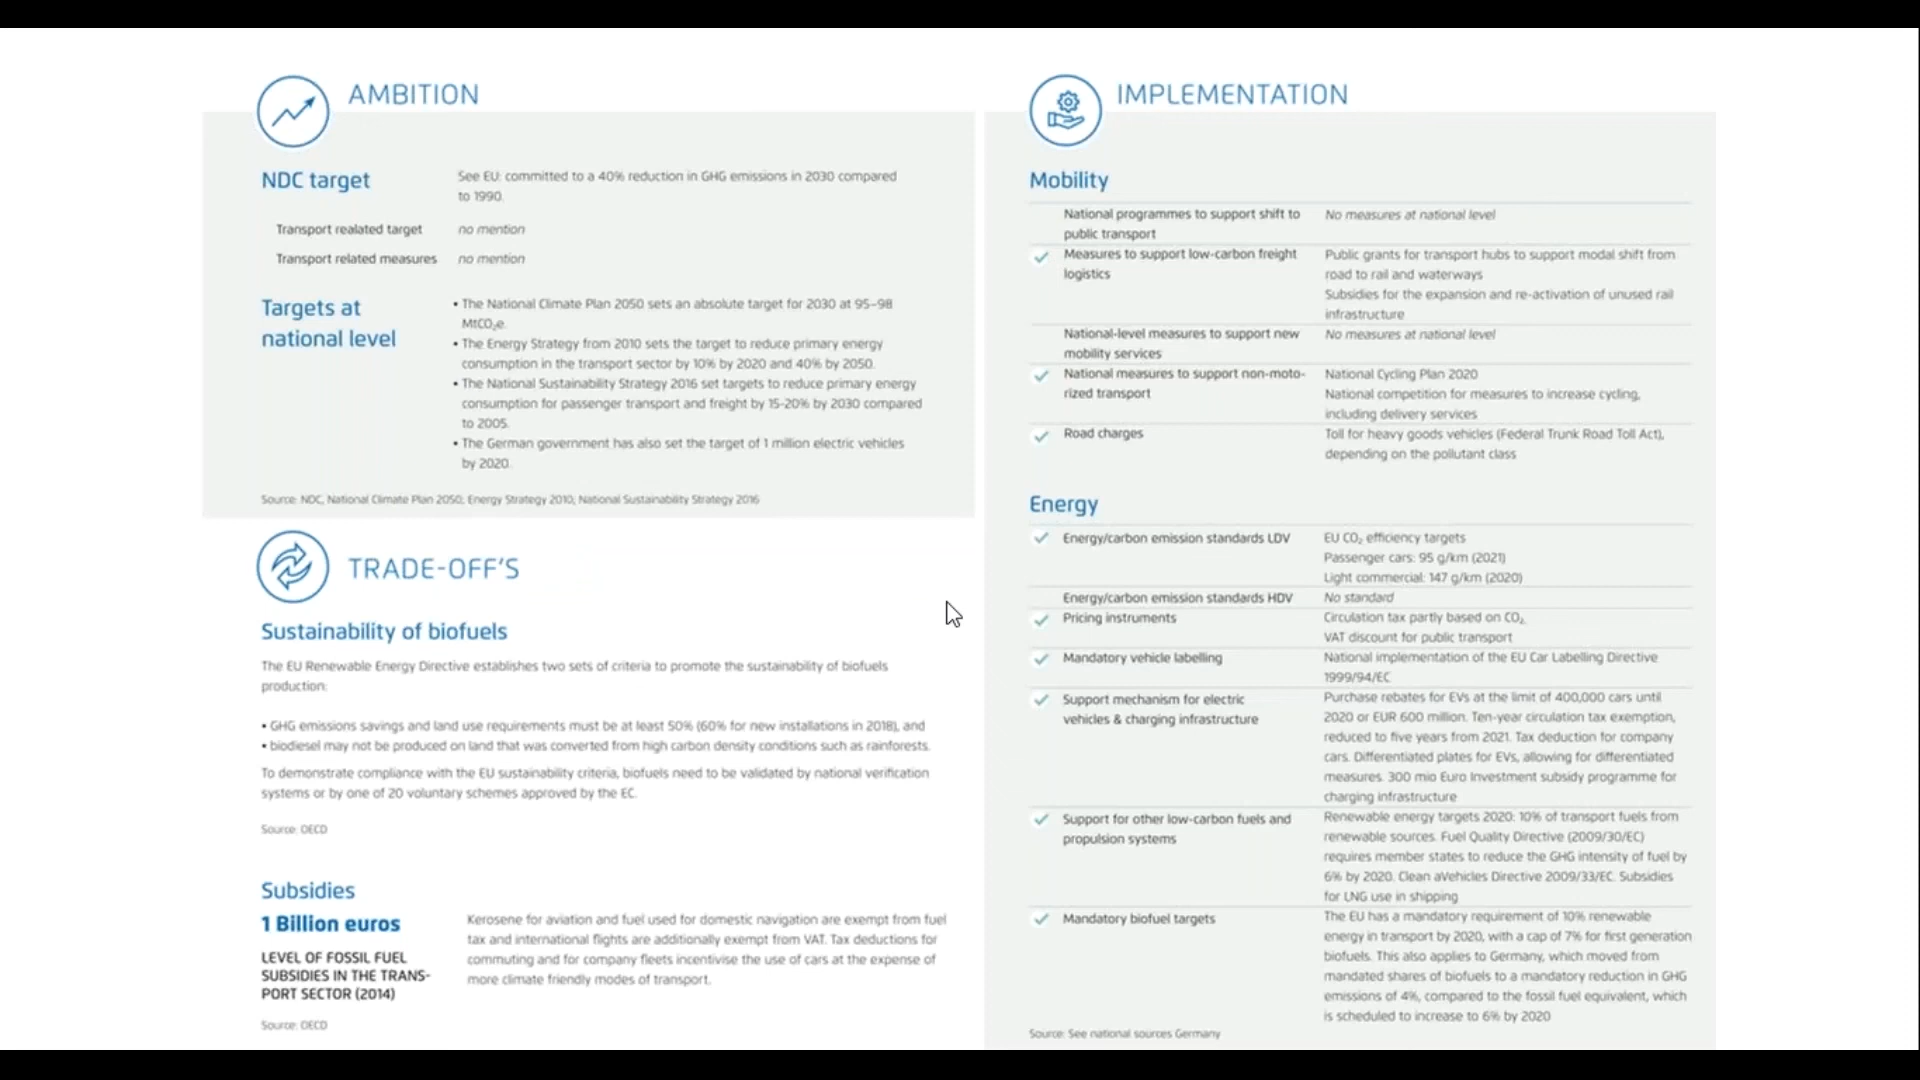 AMBITION
NDC target
See EU: committed to a 40% reduction in GHG emissions in 2030 compared
to 1990.
Transport realated target
no mention
Transport related measures
no mention
Targets at
national level
• The National Climate Plan 2050 sets an absolute target for 2030 at 95–98
MtCO₂e.
• The Energy Strategy from 2010 sets the target to reduce primary energy
consumption in the transport sector by 10% by 2020 and 40% by 2050.
• The National Sustainability Strategy 2016 set targets to reduce primary energy
consumption for passenger transport and freight by 15-20% by 2030 compared
to 2005.
• The German government has also set the target of 1 million electric vehicles
by 2020.
Source: NDC, National Climate Plan 2050; Energy Strategy 2010; National Sustainability Strategy 2016
TRADE-OFF'S
Sustainability of biofuels
The EU Renewable Energy Directive establishes two sets of criteria to promote the sustainability of biofuels
production:
• GHG emissions savings and land use requirements must be at least 50% (60% for new installations in 2018), and
• biodiesel may not be produced on land that was converted from high carbon density conditions such as rainforests.
To demonstrate compliance with the EU sustainability criteria, biofuels need to be validated by national verification
systems or by one of 20 voluntary schemes approved by the EC.
Source: OECD
Subsidies
1 Billion euros
LEVEL OF FOSSIL FUEL
SUBSIDIES IN THE TRANS-
PORT SECTOR (2014)
Kerosene for aviation and fuel used for domestic navigation are exempt from fuel
tax and international flights are additionally exempt from VAT. Tax deductions for
commuting and for company fleets incentivise the use of cars at the expense of
more climate friendly modes of transport.
Source: OECD
IMPLEMENTATION
Mobility
National programmes to support shift to
public transport
No measures at national level
Measures to support low-carbon freight
logistics
Public grants for transport hubs to support modal shift from
road to rail and waterways
Subsidies for the expansion and re-activation of unused rail
infrastructure
National-level measures to support new
mobility services
No measures at national level
National measures to support non-moto-
rized transport
National Cycling Plan 2020
National competition for measures to increase cycling,
including delivery services
Road charges
Toll for heavy goods vehicles (Federal Trunk Road Toll Act),
depending on the pollutant class
Energy
Energy/carbon emission standards LDV
EU CO₂ efficiency targets
Passenger cars: 95 g/km (2021)
Light commercial: 147 g/km (2020)
Energy/carbon emission standards HDV
No standard
Pricing instruments
Circulation tax partly based on CO₂,
VAT discount for public transport
Mandatory vehicle labelling
National implementation of the EU Car Labelling Directive
1999/94/EC
Support mechanism for electric
vehicles & charging infrastructure
Purchase rebates for EVs at the limit of 400,000 cars until
2020 or EUR 600 million. Ten-year circulation tax exemption,
reduced to five years from 2021. Tax deduction for company
cars. Differentiated plates for EVs, allowing for differentiated
measures. 300 mio Euro Investment subsidy programme for
charging infrastructure
Support for other low-carbon fuels and
propulsion systems
Renewable energy targets 2020: 10% of transport fuels from
renewable sources. Fuel Quality Directive (2009/30/EC)
requires member states to reduce the GHG intensity of fuel by
6% by 2020. Clean aVehicles Directive 2009/33/EC. Subsidies
for LNG use in shipping
Mandatory biofuel targets
The EU has a mandatory requirement of 10% renewable
energy in transport by 2020, with a cap of 7% for first generation
biofuels. This also applies to Germany, which moved from
mandated shares of biofuels to a mandatory reduction in GHG
emissions of 4%, compared to the fossil fuel equivalent, which
is scheduled to increase to 6% by 2020
Source: See national sources Germany